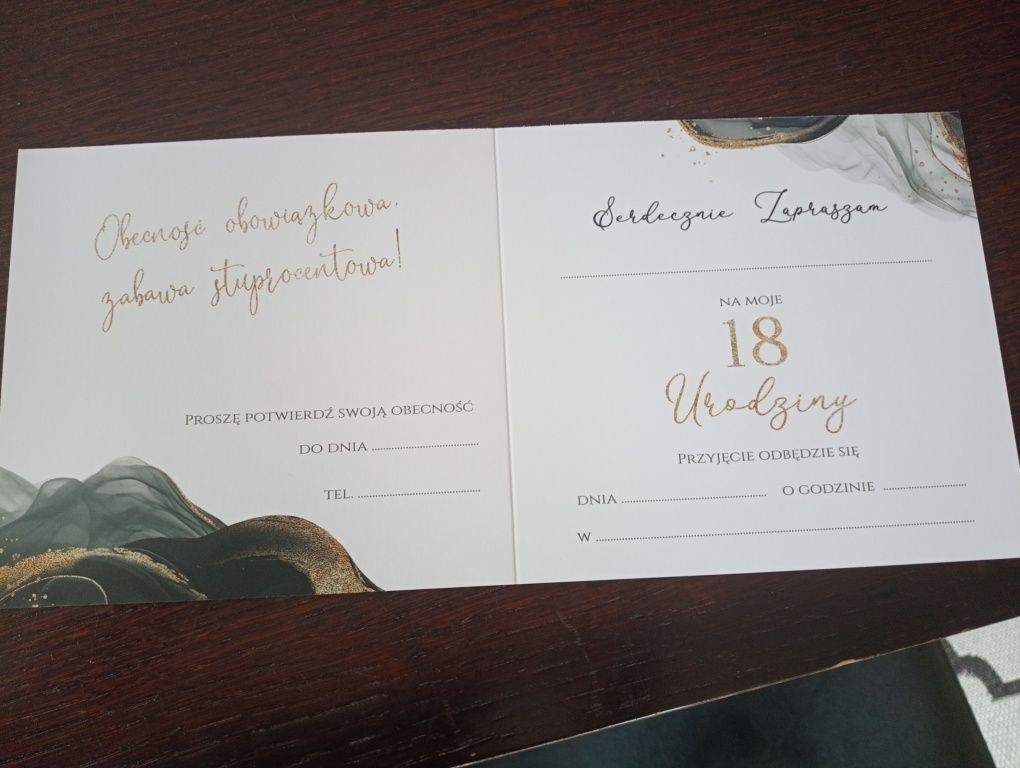 Obecność obowiązkowa,
zabawa stuprocentowa!
PROSZĘ POTWIERDŹ SWOJĄ OBECNOŚĆ
DO DNIA ..............................
TEL. ..............................
Serdecznie Zapraszam
............................................................
NA MOJE
18
Urodziny
PRZYJĘCIE ODBĘDZIE SIĘ
DNIA .............................. O GODZINIE ....................
W ............................................................